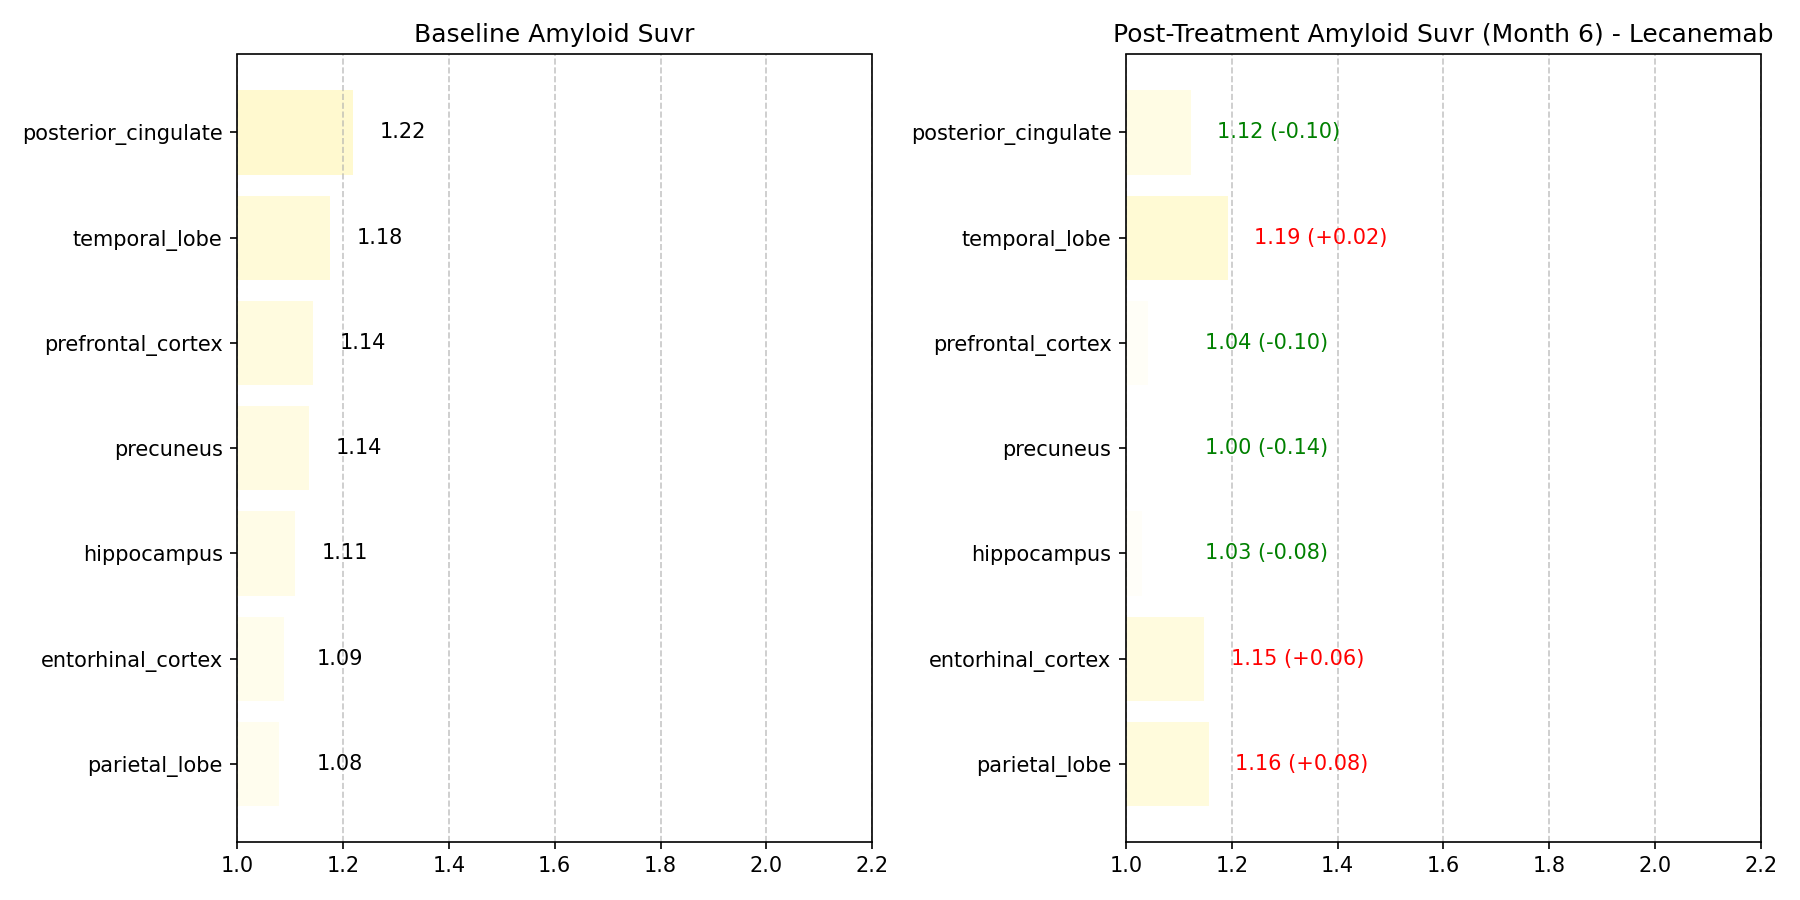 Baseline Amyloid Suvr
posterior_cingulate 1.22
temporal_lobe 1.18
prefrontal_cortex 1.14
precuneus 1.14
hippocampus 1.11
entorhinal_cortex 1.09
parietal_lobe 1.08
1.0 1.2 1.4 1.6 1.8 2.0 2.2
Post-Treatment Amyloid Suvr (Month 6) - Lecanemab
posterior_cingulate 1.12 (-0.10)
temporal_lobe 1.19 (+0.02)
prefrontal_cortex 1.04 (-0.10)
precuneus 1.00 (-0.14)
hippocampus 1.03 (-0.08)
entorhinal_cortex 1.15 (+0.06)
parietal_lobe 1.16 (+0.08)
1.0 1.2 1.4 1.6 1.8 2.0 2.2